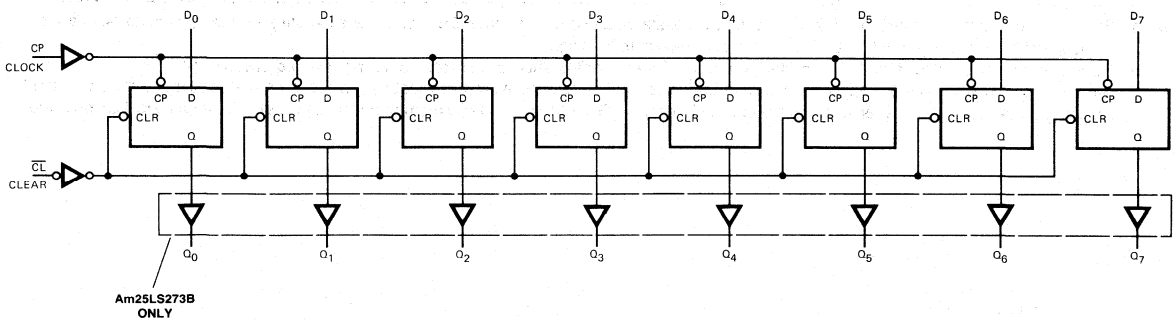 D0 D1 D2 D3 D4 D5 D6 D7
CP
CLOCK
CP D CP D CP D CP D CP D CP D CP D CP D
CLR CLR CLR CLR CLR CLR CLR CLR
Q Q Q Q Q Q Q Q
CL
CLEAR
Q0 Q1 Q2 Q3 Q4 Q5 Q6 Q7
Am25LS273B
ONLY